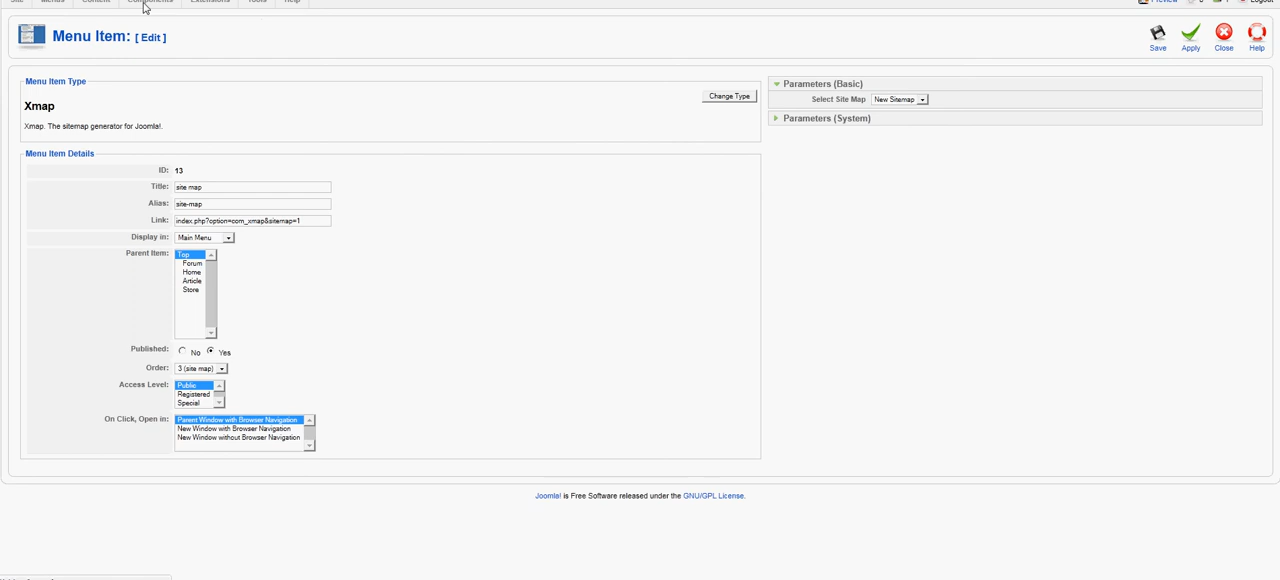 Site Menus Content Components Extensions Tools Help Preview Logout
Menu Item: [ Edit ]
Save Apply Close Help
Menu Item Type
Change Type
Xmap
Xmap. The sitemap generator for Joomla!.
Parameters (Basic)
Select Site Map New Sitemap
Parameters (System)
Menu Item Details
ID: 13
Title: site map
Alias: site-map
Link: index.php?option=com_xmap&sitemap=1
Display in: Main Menu
Parent Item: Top
Forum
Home
Article
Store
Published: No Yes
Order: 3 (site map)
Access Level: Public
Registered
Special
On Click, Open in: Parent Window with Browser Navigation
New Window with Browser Navigation
New Window without Browser Navigation
Joomla! is Free Software released under the GNU/GPL License.